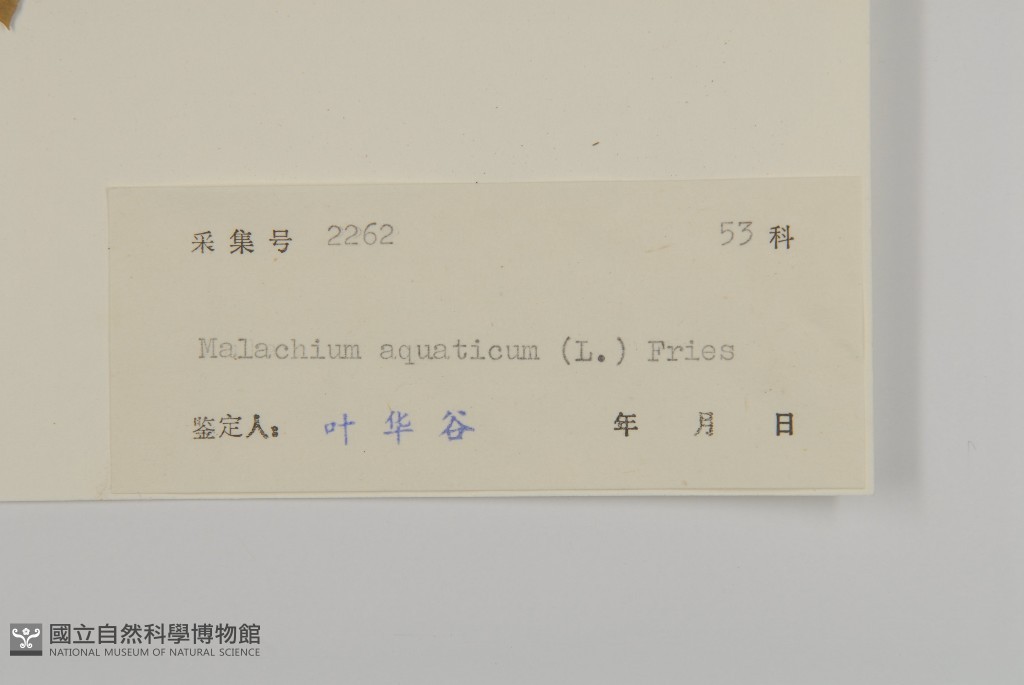 采集号 2262 53 科
Malachium aquaticum (L.) Fries
鉴定人: 叶华谷 年 月 日
國立自然科學博物館
NATIONAL MUSEUM OF NATURAL SCIENCE